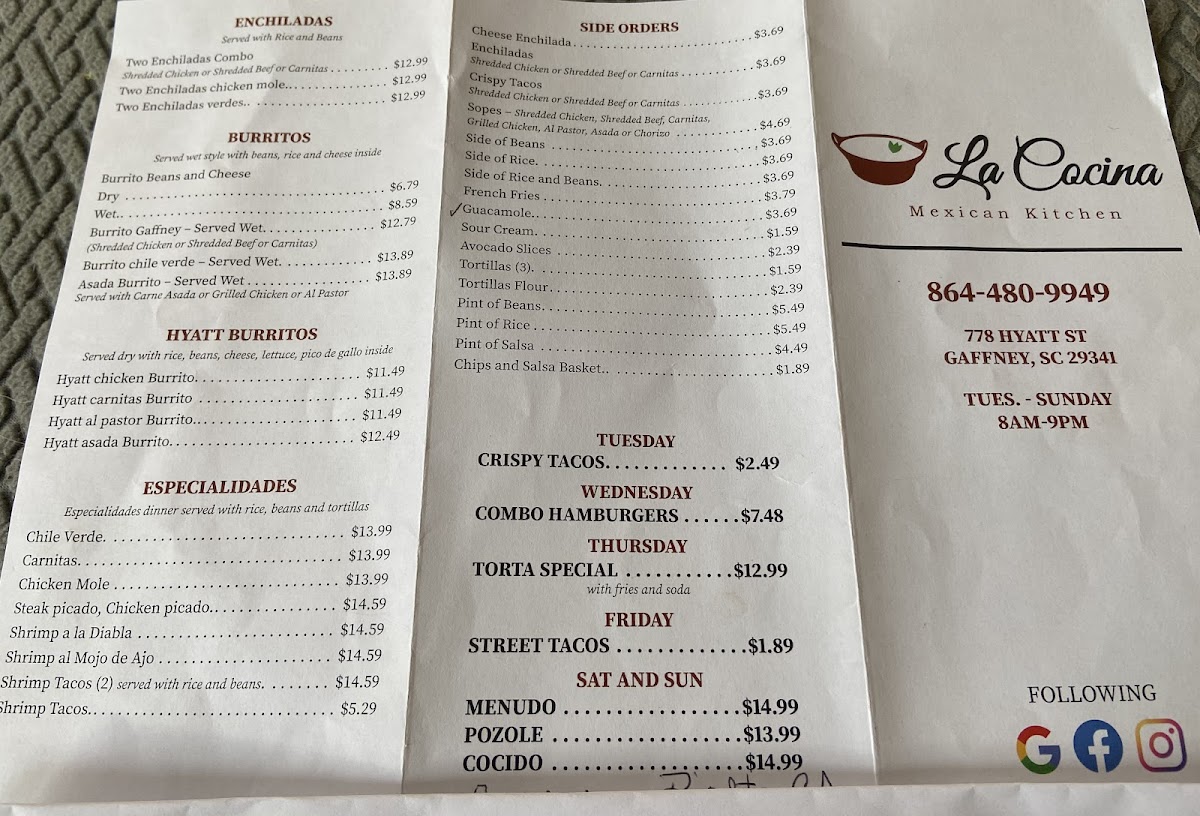 ENCHILADAS
Served with Rice and Beans
Two Enchiladas Combo
Shredded Chicken or Shredded Beef or Carnitas . . . . . . . . . $12.99
Two Enchiladas chicken mole. . . . . . . . . . . . . . . . $12.99
Two Enchiladas verdes. . . . . . . . . . . . . . . . . . . . . $12.99
BURRITOS
Served wet style with beans, rice and cheese inside
Burrito Beans and Cheese
Dry . . . . . . . . . . . . . . . . . . . . . . . . . . . . . . . . . . $6.79
Wet. . . . . . . . . . . . . . . . . . . . . . . . . . . . . . . . . . . $8.59
Burrito Gaffney – Served Wet. . . . . . . . . . . . . . $12.79
(Shredded Chicken or Shredded Beef or Carnitas)
Burrito chile verde – Served Wet. . . . . . . . . . . . $13.89
Asada Burrito – Served Wet . . . . . . . . . . . . . . . . $13.89
Served with Carne Asada or Grilled Chicken or Al Pastor
HYATT BURRITOS
Served dry with rice, beans, cheese, lettuce, pico de gallo inside
Hyatt chicken Burrito. . . . . . . . . . . . . . . . . . . . . $11.49
Hyatt carnitas Burrito . . . . . . . . . . . . . . . . . . . . . $11.49
Hyatt al pastor Burrito. . . . . . . . . . . . . . . . . . . . . $11.49
Hyatt asada Burrito. . . . . . . . . . . . . . . . . . . . . . . $12.49
ESPECIALIDADES
Especialidades dinner served with rice, beans and tortillas
Chile Verde. . . . . . . . . . . . . . . . . . . . . . . . . . . . . . $13.99
Carnitas. . . . . . . . . . . . . . . . . . . . . . . . . . . . . . . . . $13.99
Chicken Mole . . . . . . . . . . . . . . . . . . . . . . . . . . . . $13.99
Steak picado, Chicken picado. . . . . . . . . . . . . . . . $14.59
Shrimp a la Diabla . . . . . . . . . . . . . . . . . . . . . . . . $14.59
Shrimp al Mojo de Ajo . . . . . . . . . . . . . . . . . . . . . $14.59
Shrimp Tacos (2) served with rice and beans. . . . . . . . $14.59
Shrimp Tacos. . . . . . . . . . . . . . . . . . . . . . . . . . . . . . $5.29
SIDE ORDERS
Cheese Enchilada . . . . . . . . . . . . . . . . . . . . . . . . . . $3.69
Enchiladas
Shredded Chicken or Shredded Beef or Carnitas . . . . . . . . . . $3.69
Crispy Tacos
Shredded Chicken or Shredded Beef or Carnitas . . . . . . . . . . $3.69
Sopes – Shredded Chicken, Shredded Beef, Carnitas,
Grilled Chicken, Al Pastor, Asada or Chorizo . . . . . . . . . . . $4.69
Side of Beans . . . . . . . . . . . . . . . . . . . . . . . . . . . . . $3.69
Side of Rice. . . . . . . . . . . . . . . . . . . . . . . . . . . . . . $3.69
Side of Rice and Beans. . . . . . . . . . . . . . . . . . . . . . $3.69
French Fries . . . . . . . . . . . . . . . . . . . . . . . . . . . . . $3.79
✓Guacamole. . . . . . . . . . . . . . . . . . . . . . . . . . . . . . $3.69
Sour Cream. . . . . . . . . . . . . . . . . . . . . . . . . . . . . . $1.59
Avocado Slices . . . . . . . . . . . . . . . . . . . . . . . . . . . $2.39
Tortillas (3). . . . . . . . . . . . . . . . . . . . . . . . . . . . . . $1.59
Tortillas Flour. . . . . . . . . . . . . . . . . . . . . . . . . . . . $2.39
Pint of Beans. . . . . . . . . . . . . . . . . . . . . . . . . . . . . $5.49
Pint of Rice . . . . . . . . . . . . . . . . . . . . . . . . . . . . . . $5.49
Pint of Salsa . . . . . . . . . . . . . . . . . . . . . . . . . . . . . $4.49
Chips and Salsa Basket. . . . . . . . . . . . . . . . . . . . . . $1.89
TUESDAY
CRISPY TACOS. . . . . . . . . . . . . $2.49
WEDNESDAY
COMBO HAMBURGERS . . . . . . $7.48
THURSDAY
TORTA SPECIAL . . . . . . . . . . . $12.99
with fries and soda
FRIDAY
STREET TACOS . . . . . . . . . . . . . $1.89
SAT AND SUN
MENUDO . . . . . . . . . . . . . . . . . $14.99
POZOLE . . . . . . . . . . . . . . . . . . $13.99
COCIDO . . . . . . . . . . . . . . . . . . $14.99
La Cocina
Mexican Kitchen
864-480-9949
778 HYATT ST
GAFFNEY, SC 29341
TUES. - SUNDAY
8AM-9PM
FOLLOWING